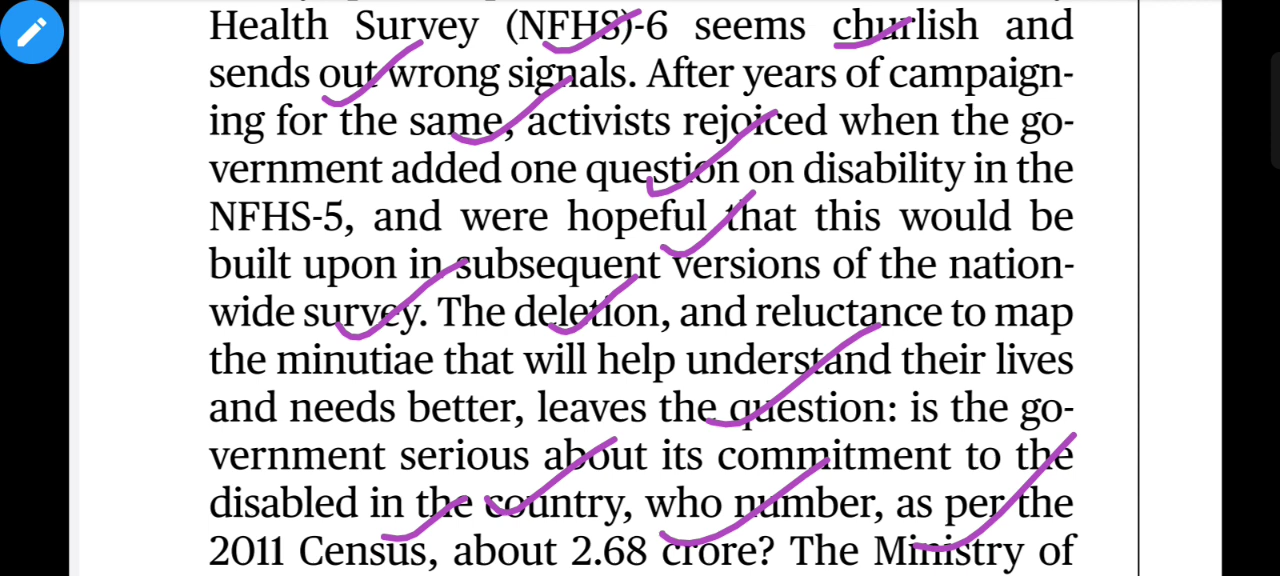 Health Survey (NFHS)-6 seems churlish and
sends out wrong signals. After years of campaign-
ing for the same, activists rejoiced when the go-
vernment added one question on disability in the
NFHS-5, and were hopeful that this would be
built upon in subsequent versions of the nation-
wide survey. The deletion, and reluctance to map
the minutiae that will help understand their lives
and needs better, leaves the question: is the go-
vernment serious about its commitment to the
disabled in the country, who number, as per the
2011 Census, about 2.68 crore? The Ministry of